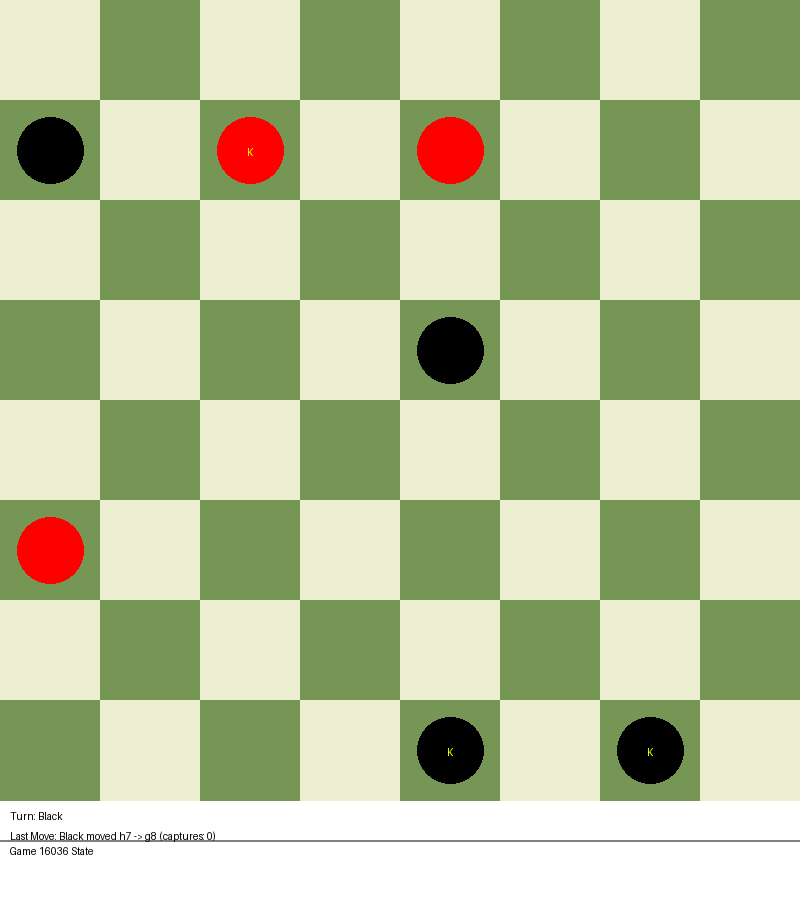 K
K
K
Turn: Black
Last Move: Black moved h7 -> g8 (captures: 0)
Game 16036 State